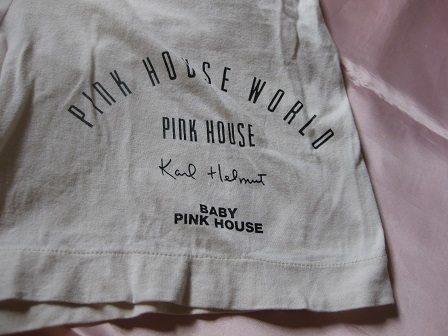 PINK HOUSE WORLD
PINK HOUSE
Karl Helmut
BABY
PINK HOUSE